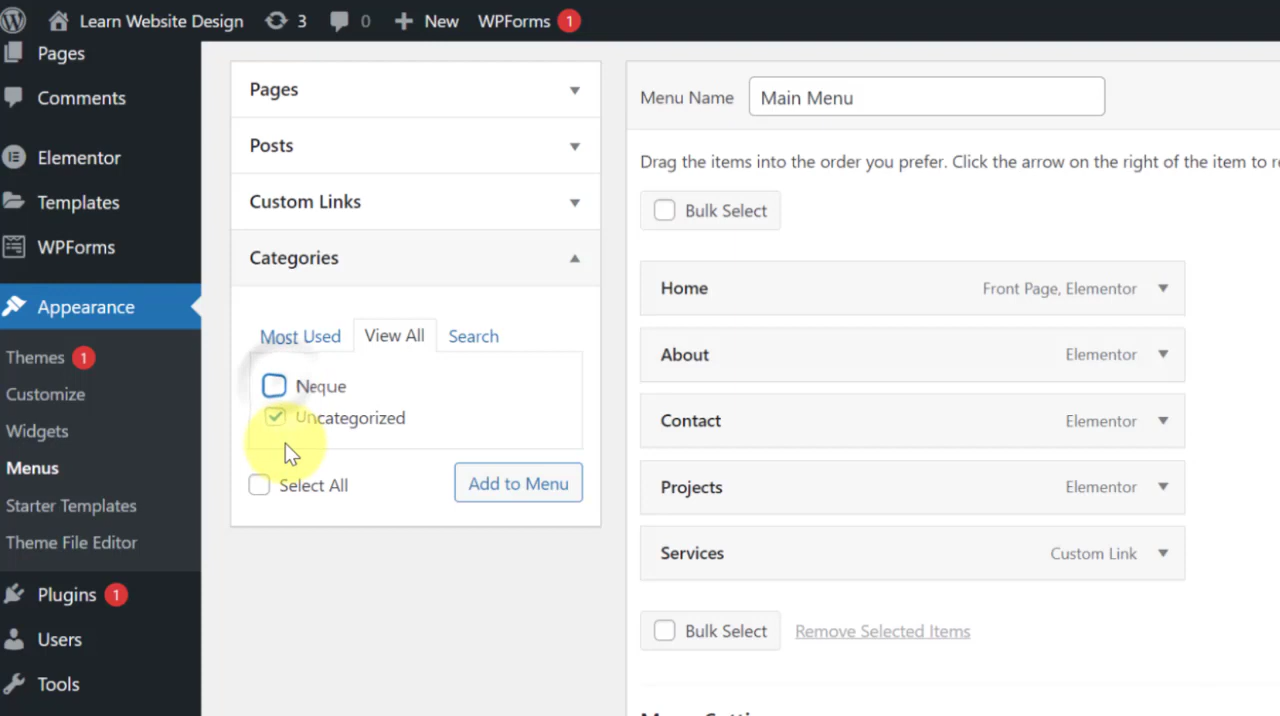 Learn Website Design 3 0 New WPForms 1
Pages
Comments
Elementor
Templates
WPForms
Appearance
Themes 1
Customize
Widgets
Menus
Starter Templates
Theme File Editor
Plugins 1
Users
Tools
Pages
Posts
Custom Links
Categories
Most Used View All Search
Neque
Uncategorized
Select All Add to Menu
Menu Name Main Menu
Drag the items into the order you prefer. Click the arrow on the right of the item to
Bulk Select
Home Front Page, Elementor
About Elementor
Contact Elementor
Projects Elementor
Services Custom Link
Bulk Select Remove Selected Items